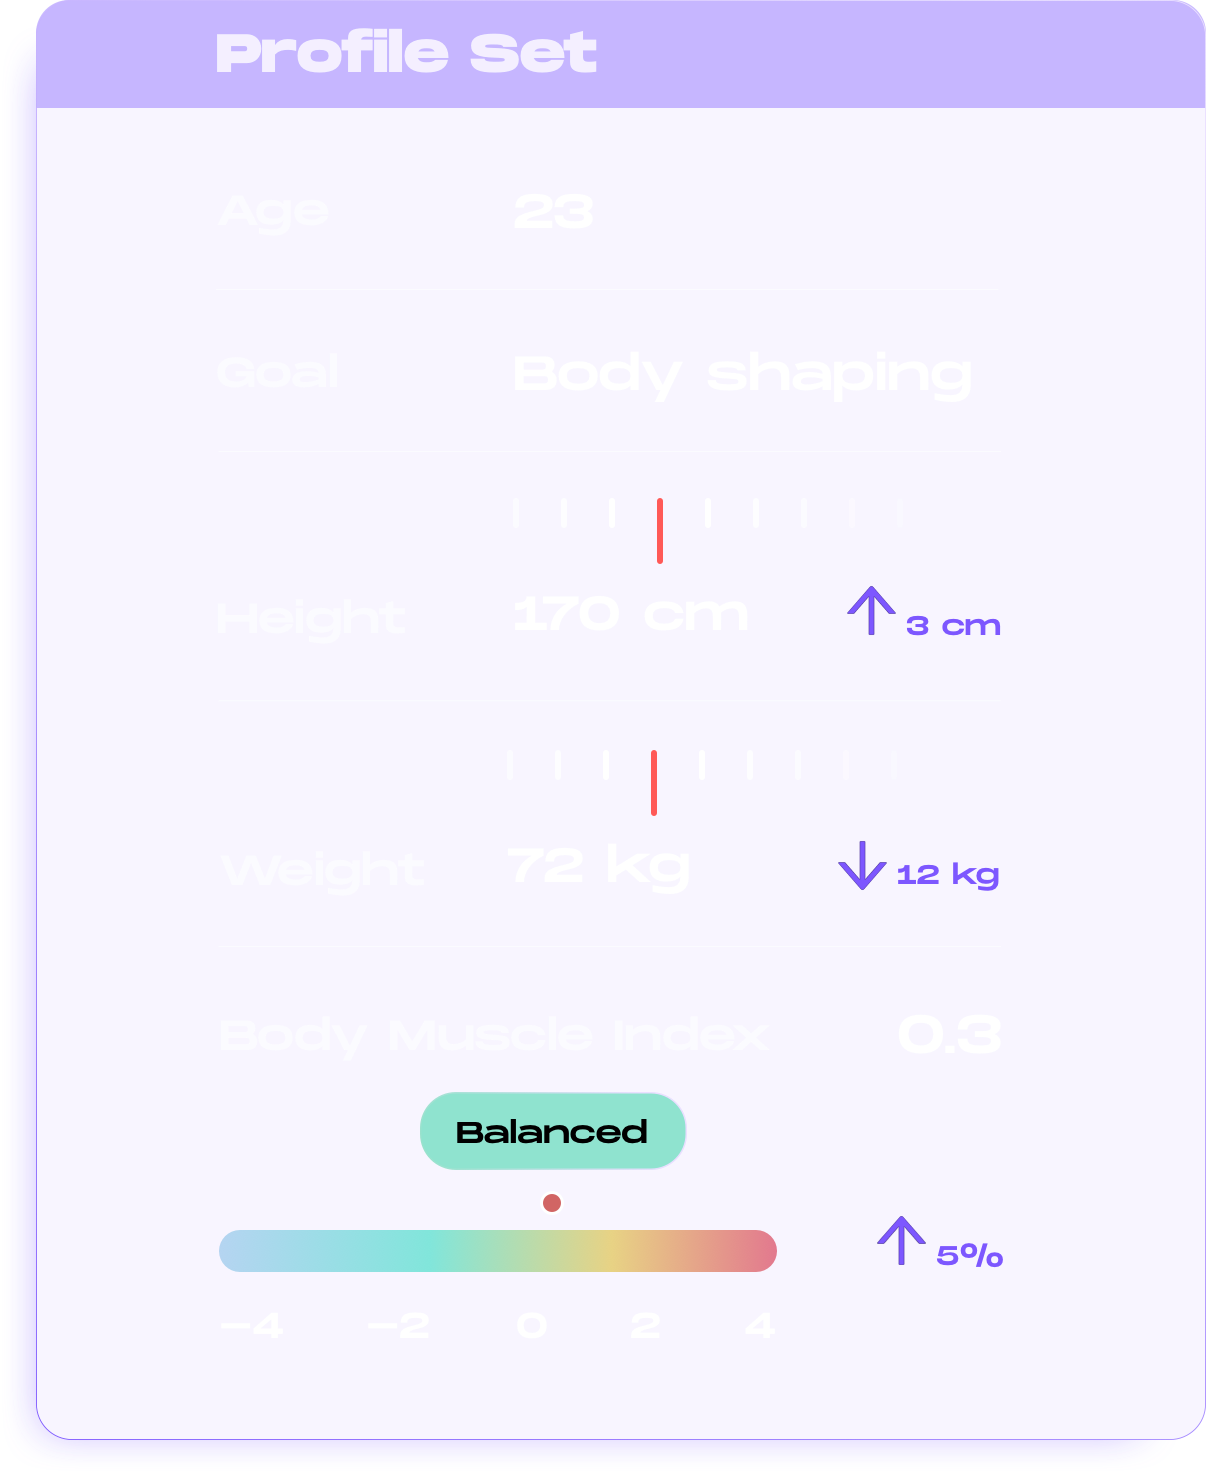 Profile Set
Age 23
Goal Body shaping
Height 170 cm ↑ 3 cm
Weight 72 kg ↓ 12 kg
Body Muscle Index 0.3
Balanced
↑ 5%
−4 −2 0 2 4